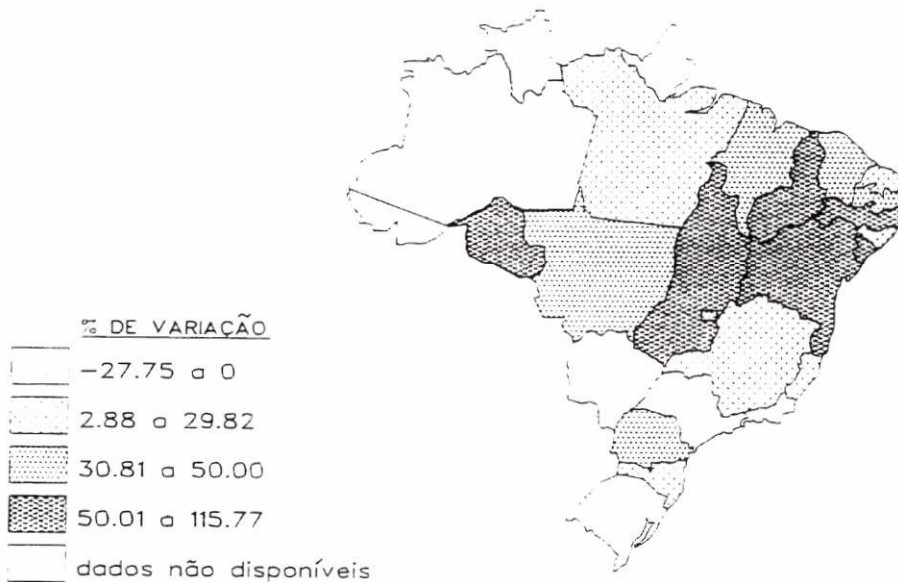 % DE VARIAÇÃO
-27.75 a 0
2.88 a 29.82
30.81 a 50.00
50.01 a 115.77
dados não disponíveis